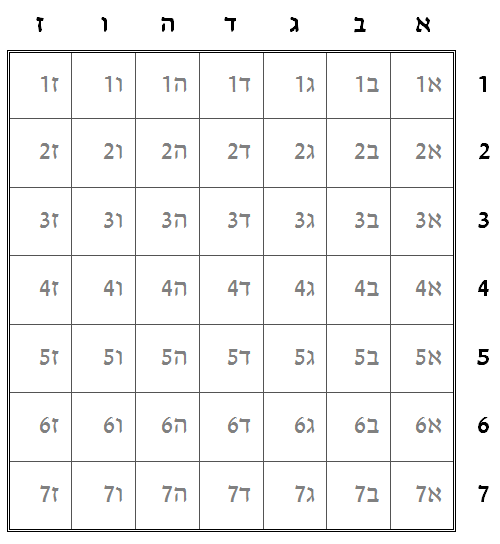 א ב ג ד ה ו ז
א1 ב1 ג1 ד1 ה1 ו1 ז1 1
א2 ב2 ג2 ד2 ה2 ו2 ז2 2
א3 ב3 ג3 ד3 ה3 ו3 ז3 3
א4 ב4 ג4 ד4 ה4 ו4 ז4 4
א5 ב5 ג5 ד5 ה5 ו5 ז5 5
א6 ב6 ג6 ד6 ה6 ו6 ז6 6
א7 ב7 ג7 ד7 ה7 ו7 ז7 7